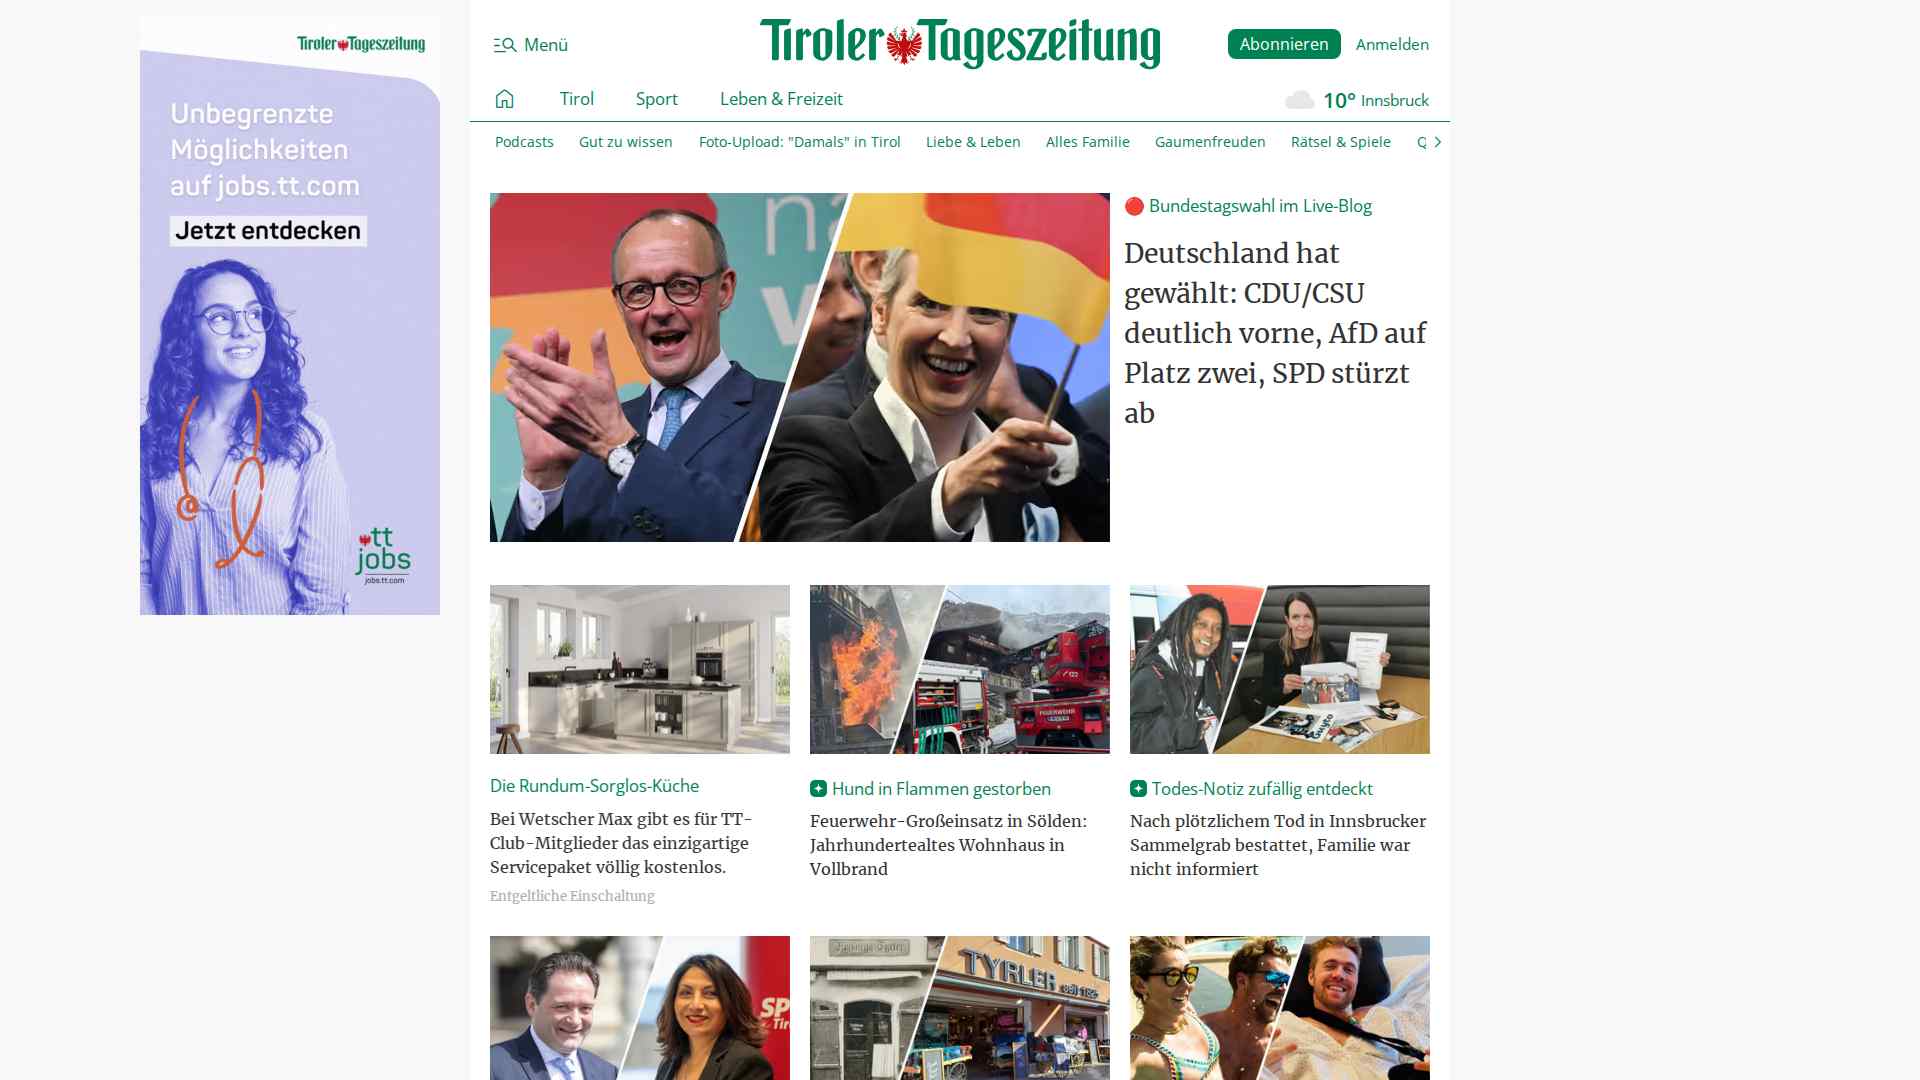 Tiroler Tageszeitung
Unbegrenzte
Möglichkeiten
auf jobs.tt.com
Jetzt entdecken
tt
jobs
jobs.tt.com
Menü
Tiroler Tageszeitung
Abonnieren
Anmelden
Tirol
Sport
Leben & Freizeit
10° Innsbruck
Podcasts
Gut zu wissen
Foto-Upload: "Damals" in Tirol
Liebe & Leben
Alles Familie
Gaumenfreuden
Rätsel & Spiele
Q
Bundestagswahl im Live-Blog
Deutschland hat
gewählt: CDU/CSU
deutlich vorne, AfD auf
Platz zwei, SPD stürzt
ab
Die Rundum-Sorglos-Küche
Bei Wetscher Max gibt es für TT-
Club-Mitglieder das einzigartige
Servicepaket völlig kostenlos.
Entgeltliche Einschaltung
FEUERWEHR
Hund in Flammen gestorben
Feuerwehr-Großeinsatz in Sölden:
Jahrhundertealtes Wohnhaus in
Vollbrand
Todes-Notiz zufällig entdeckt
Nach plötzlichem Tod in Innsbrucker
Sammelgrab bestattet, Familie war
nicht informiert
SP
Tir
TYRLER